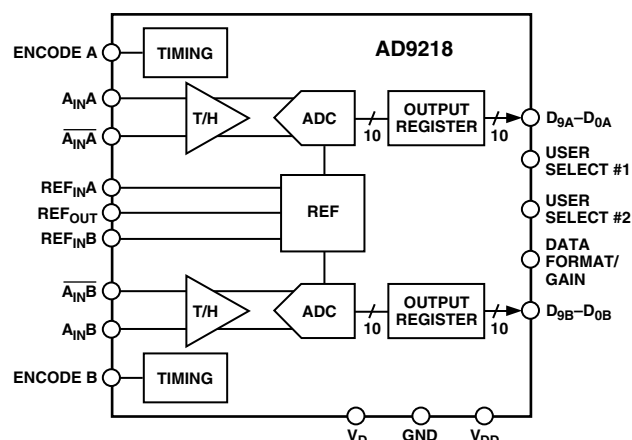 AD9218
ENCODE A
TIMING
AINA
T/H
ADC
10
OUTPUT
REGISTER
10
D9A–D0A
AINA
USER
SELECT #1
REFINA
REFOUT
REFINB
REF
USER
SELECT #2
DATA
FORMAT/
GAIN
AINB
T/H
ADC
10
OUTPUT
REGISTER
10
D9B–D0B
AINB
ENCODE B
TIMING
VD
GND
VDD